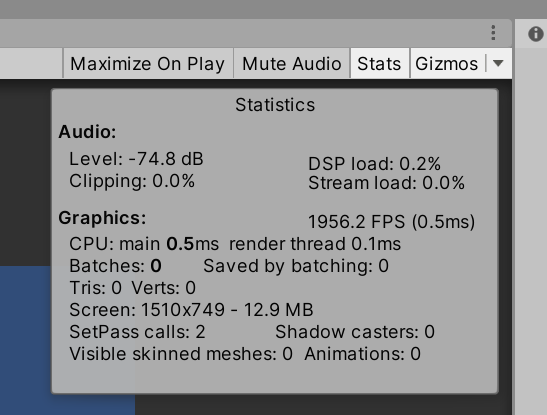 Maximize On Play Mute Audio Stats Gizmos
Statistics
Audio:
Level: -74.8 dB DSP load: 0.2%
Clipping: 0.0% Stream load: 0.0%
Graphics: 1956.2 FPS (0.5ms)
CPU: main 0.5ms render thread 0.1ms
Batches: 0 Saved by batching: 0
Tris: 0 Verts: 0
Screen: 1510x749 - 12.9 MB
SetPass calls: 2 Shadow casters: 0
Visible skinned meshes: 0 Animations: 0